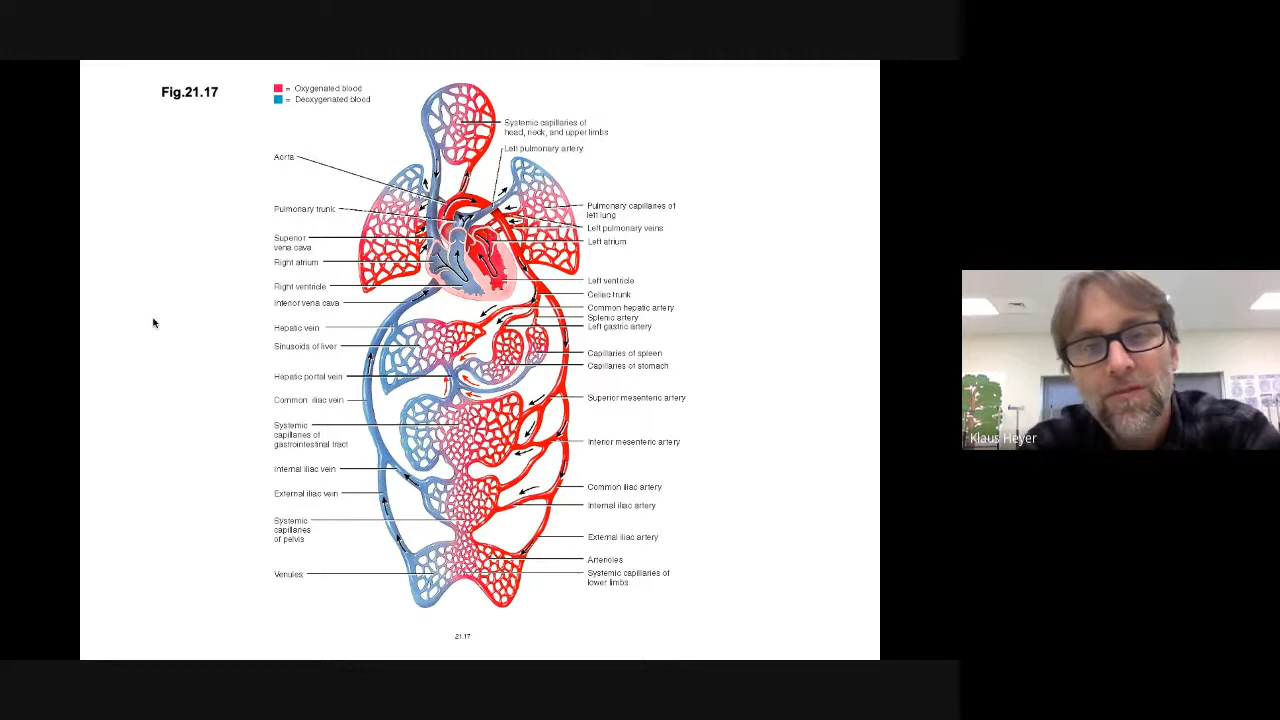 Fig.21.17
= Oxygenated blood
= Deoxygenated blood
Systemic capillaries of
head, neck, and upper limbs
Left pulmonary artery
Aorta
Pulmonary trunk
Superior
vena cava
Right atrium
Right ventricle
Inferior vena cava
Hepatic vein
Sinusoids of liver
Hepatic portal vein
Common iliac vein
Systemic
capillaries of
gastrointestinal tract
Internal iliac vein
External iliac vein
Systemic
capillaries
of pelvis
Venules
Pulmonary capillaries of
left lung
Left pulmonary veins
Left atrium
Left ventricle
Celiac trunk
Common hepatic artery
Splenic artery
Left gastric artery
Capillaries of spleen
Capillaries of stomach
Superior mesenteric artery
Inferior mesenteric artery
Common iliac artery
Internal iliac artery
External iliac artery
Arterioles
Systemic capillaries of
lower limbs
21.17
Klaus Heyer